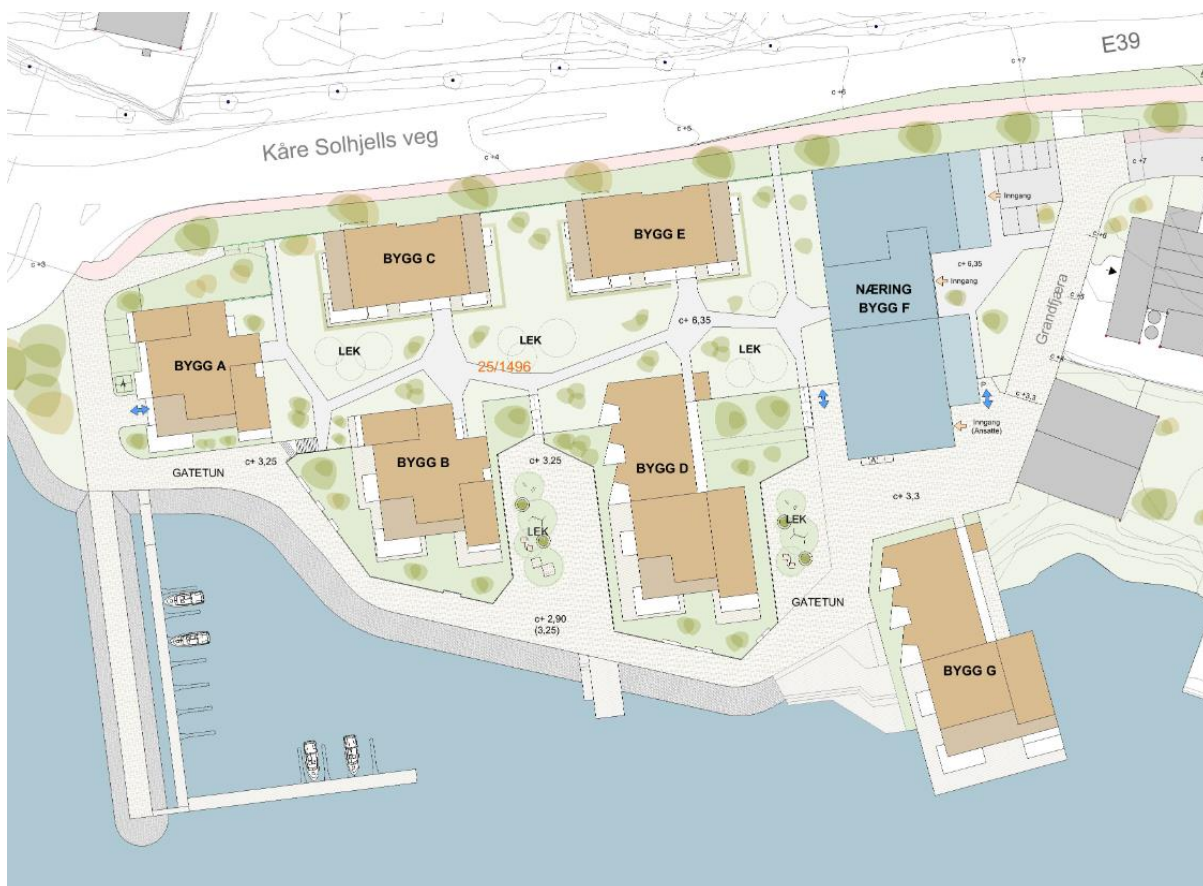 E39
c +7
c +6
Kåre Solhjells veg
c +5
c +4
c +7
c +3
Inngang
BYGG E
BYGG C
c+ 6,35
Inngang
NÆRING
BYGG F
Grandfjæra
c+ 6,35
LEK
LEK
LEK
25/1496
BYGG A
P
c+3,3
Inngang
(Ansatte)
c+ 3,25
BYGG B
c+ 3,25
BYGG D
GATETUN
c+ 3,3
LEK
LEK
GATETUN
c+ 2,90
(3,25)
BYGG G